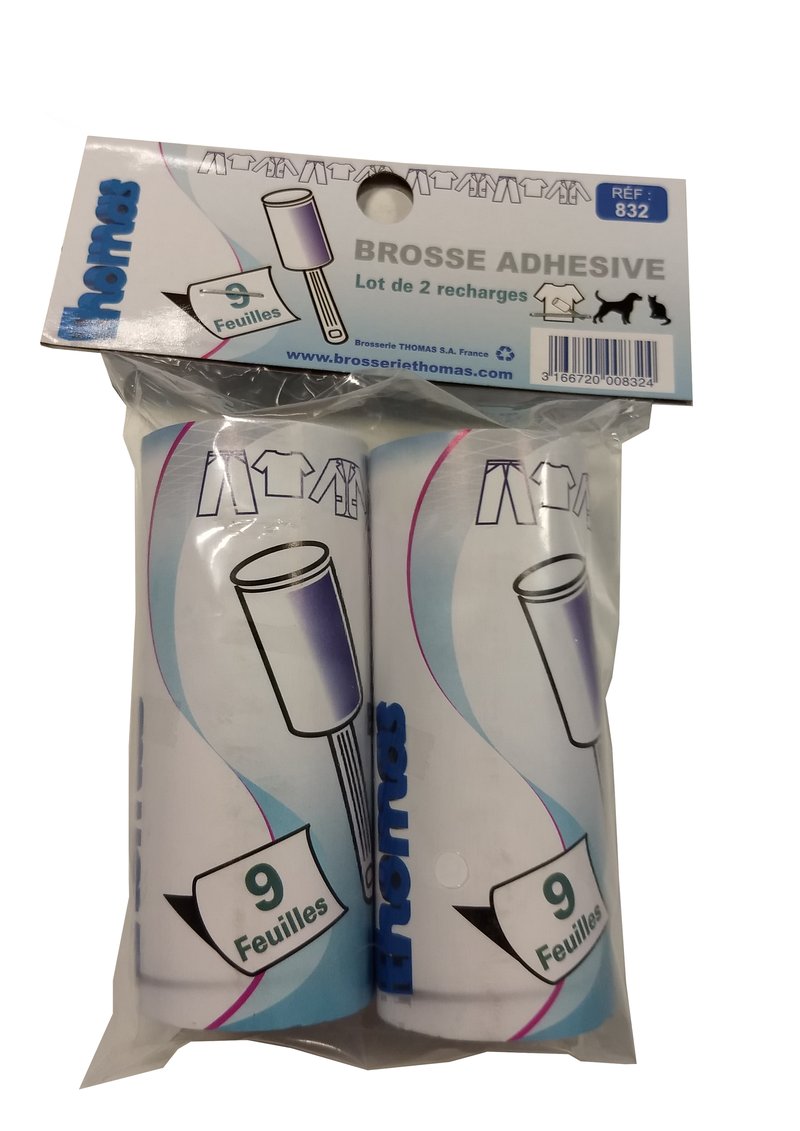 thomas
RÉF :
832
BROSSE ADHESIVE
Lot de 2 recharges
9
Feuilles
Brosserie THOMAS S.A. France
www.brosseriethomas.com
3 166720 008324
9
Feuilles
thomas
9
Feuilles